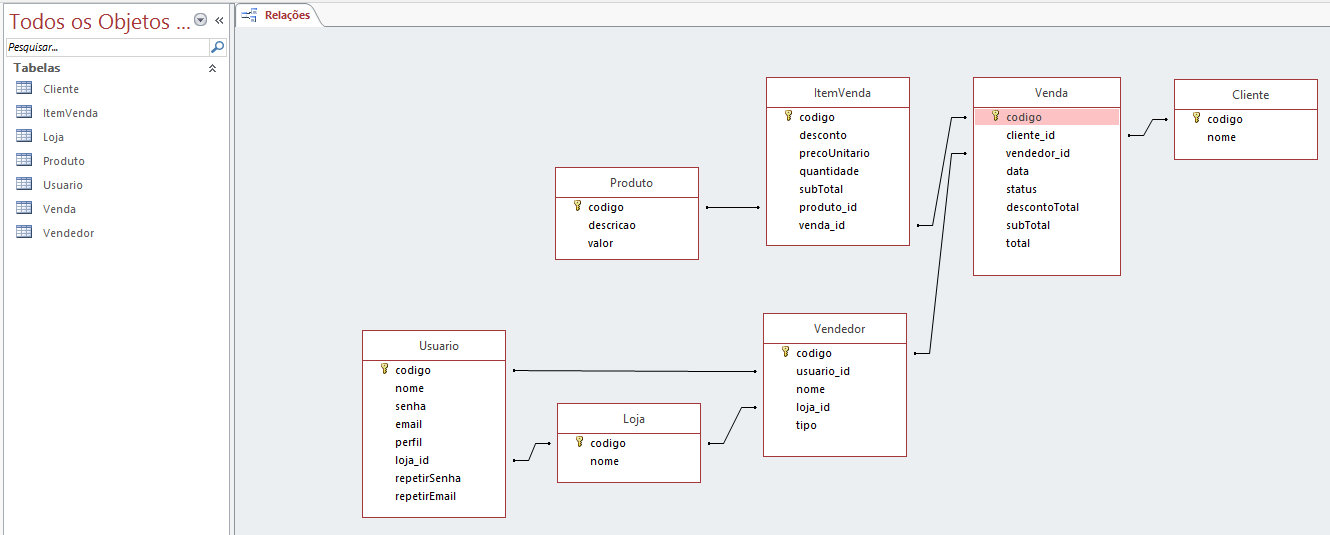 Todos os Objetos ...
Pesquisar...
Tabelas
Cliente
ItemVenda
Loja
Produto
Usuario
Venda
Vendedor
Relações
ItemVenda
codigo
desconto
precoUnitario
quantidade
subTotal
produto_id
venda_id
Venda
codigo
cliente_id
vendedor_id
data
status
descontoTotal
subTotal
total
Cliente
codigo
nome
Produto
codigo
descricao
valor
Usuario
codigo
nome
senha
email
perfil
loja_id
repetirSenha
repetirEmail
Loja
codigo
nome
Vendedor
codigo
usuario_id
nome
loja_id
tipo